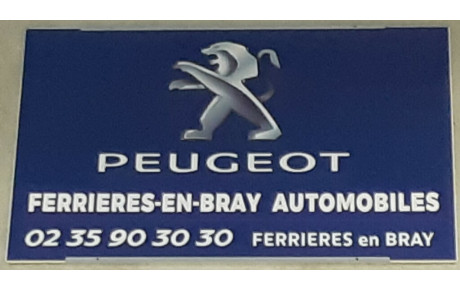 PEUGEOT
FERRIERES-EN-BRAY AUTOMOBILES
02 35 90 30 30 FERRIERES en BRAY